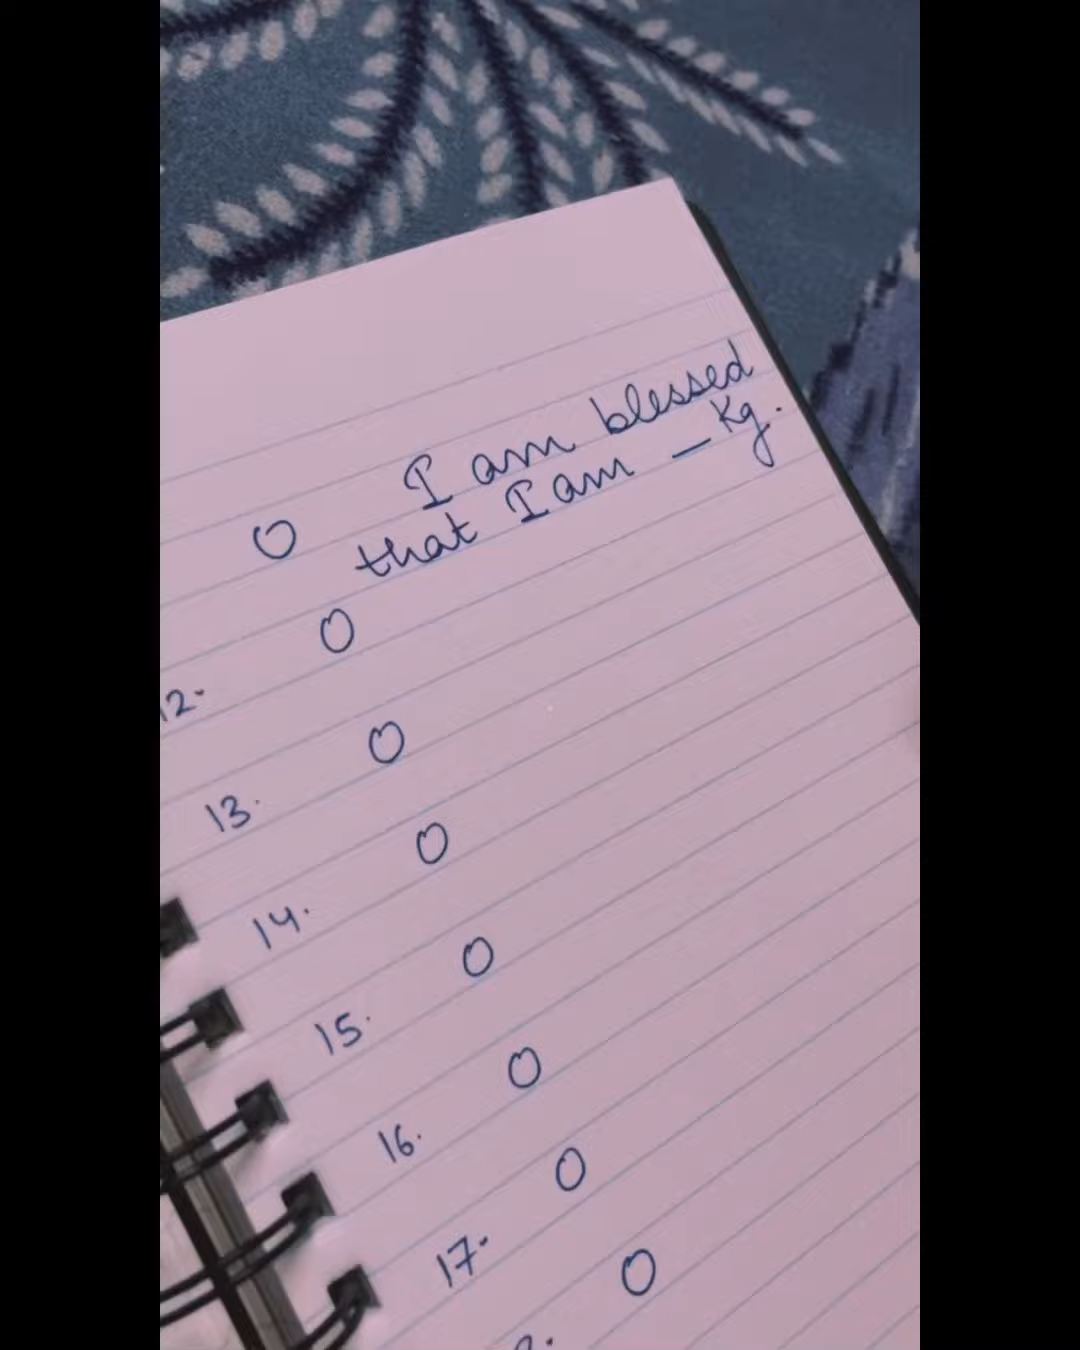 I am blessed
that I am — Kg.
O
O
12.
O
13.
O
14.
O
15.
O
16.
O
17.
O